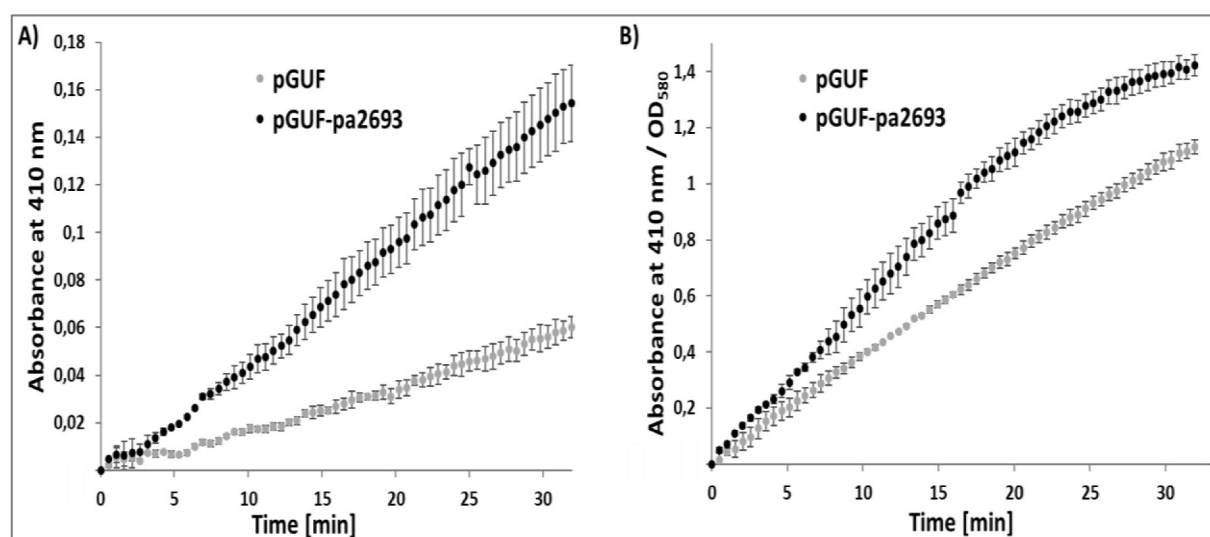 A)
0,18
0,16
0,14
0,12
0,1
0,08
0,06
0,04
0,02
0
Absorbance at 410 nm
pGUF
pGUF-pa2693
0 5 10 15 20 25 30
Time [min]
B)
1,4
1,2
1
0,8
0,6
0,4
0,2
0
Absorbance at 410 nm / OD580
pGUF
pGUF-pa2693
0 5 10 15 20 25 30
Time [min]